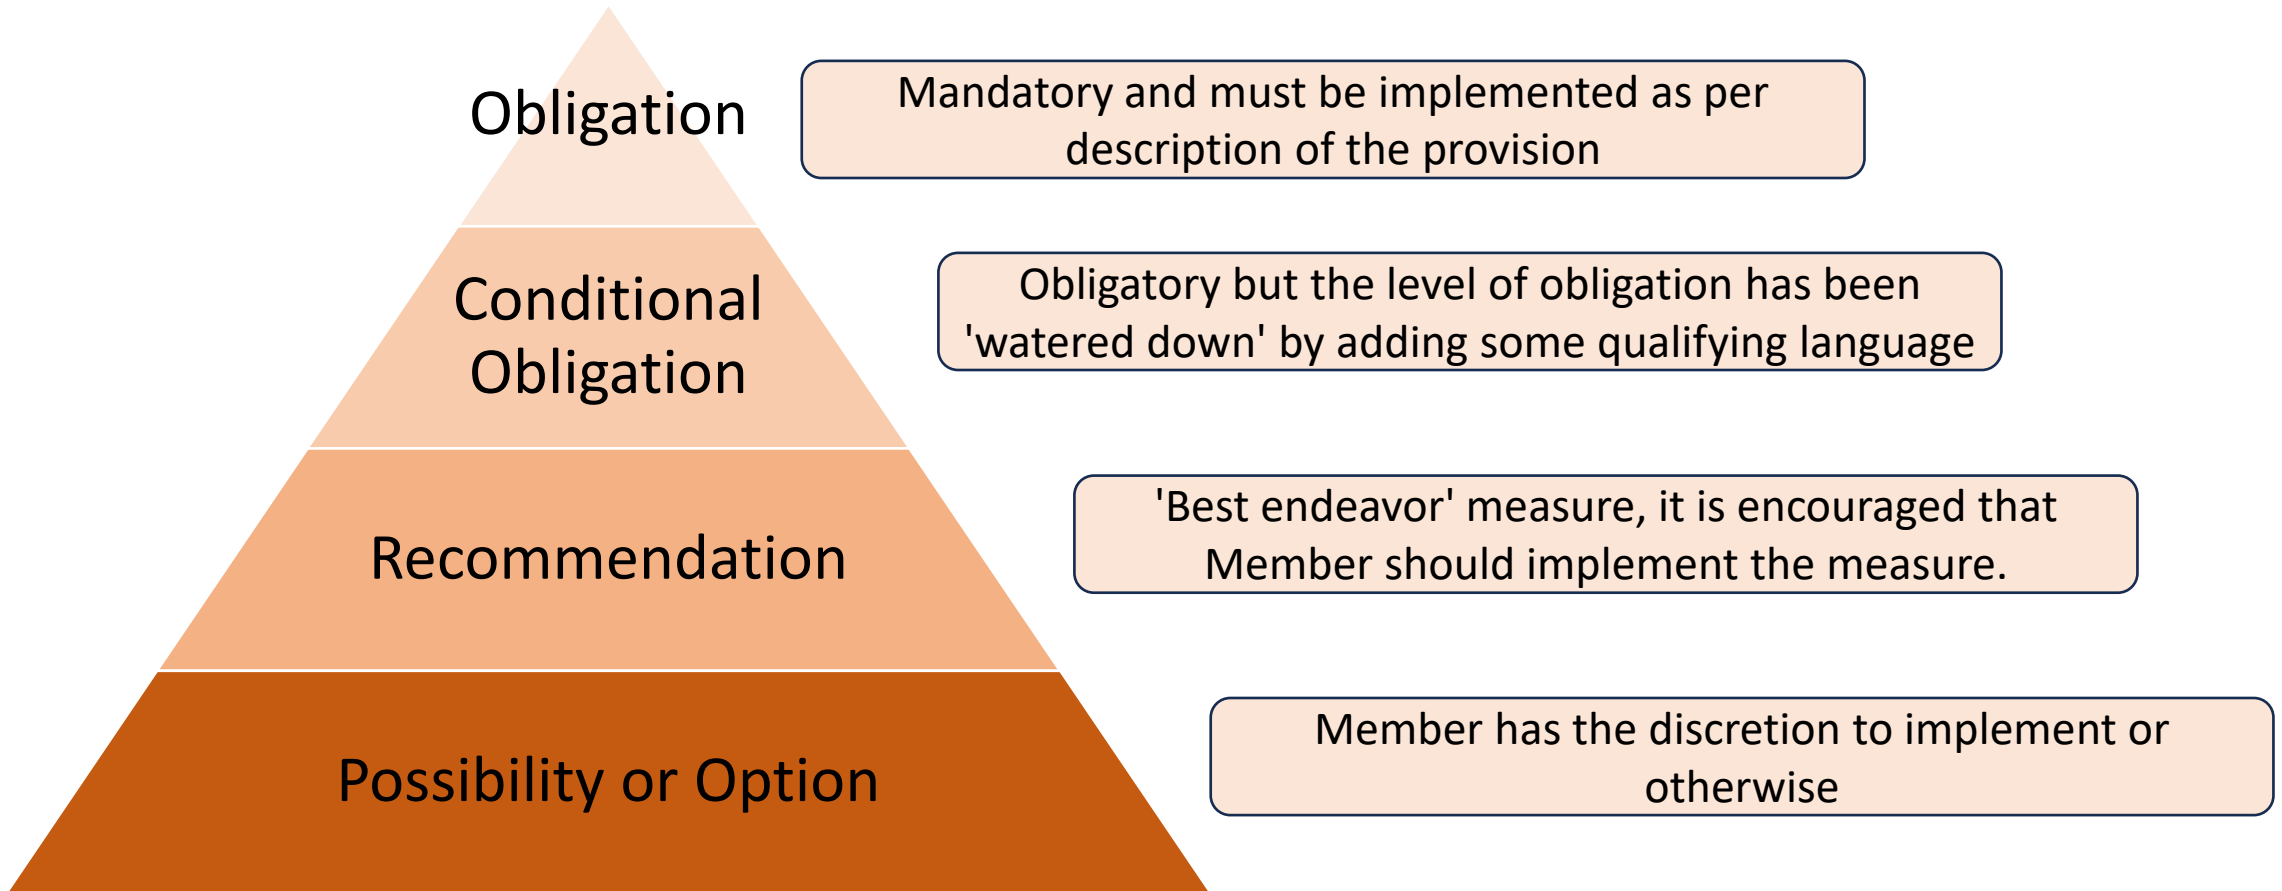 Obligation
Mandatory and must be implemented as per
description of the provision
Conditional
Obligation
Obligatory but the level of obligation has been
'watered down' by adding some qualifying language
Recommendation
'Best endeavor' measure, it is encouraged that
Member should implement the measure.
Possibility or Option
Member has the discretion to implement or
otherwise